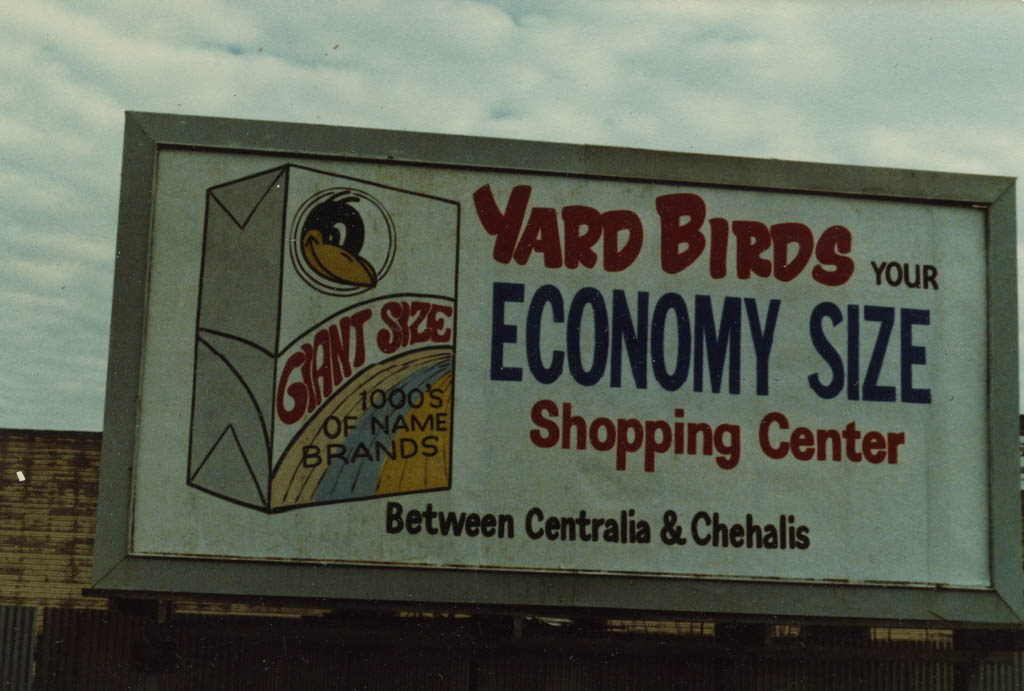 GIANT SIZE
1000'S
OF NAME
BRANDS
YARD BIRDS YOUR
ECONOMY SIZE
Shopping Center
Between Centralia & Chehalis